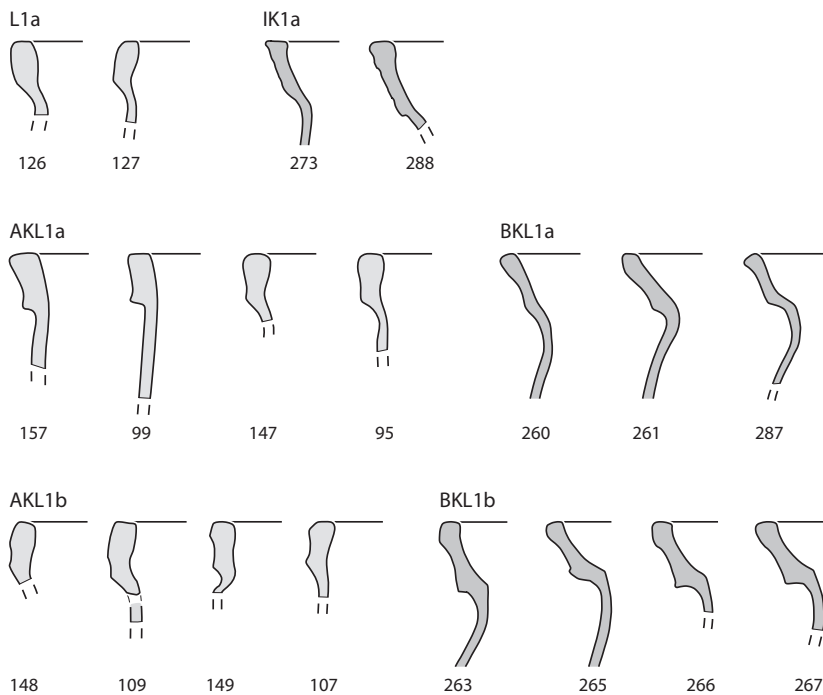 L1a IK1a
126 127 273 288
AKL1a BKL1a
157 99 147 95 260 261 287
AKL1b BKL1b
148 109 149 107 263 265 266 267